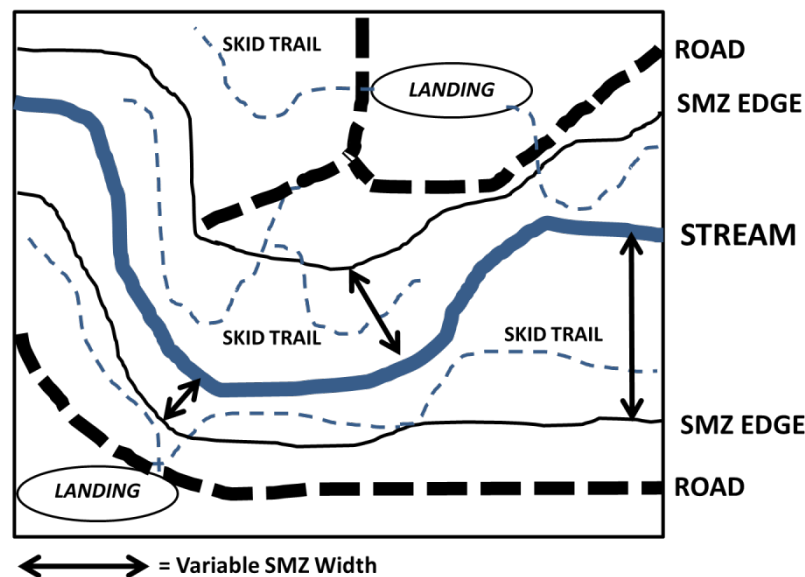 SKID TRAIL
ROAD
LANDING
SMZ EDGE
STREAM
SKID TRAIL
SKID TRAIL
SMZ EDGE
LANDING
ROAD
= Variable SMZ Width